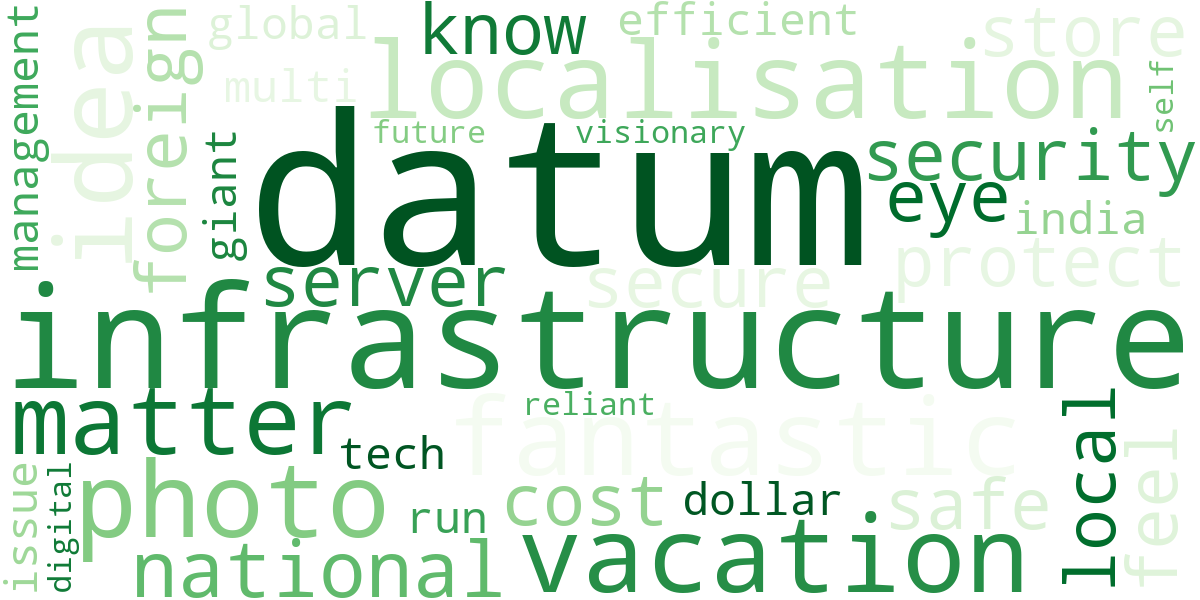 know
efficient
store
global
localisation
multi
self
idea
foreign
management
future
visionary
security
giant
datum
eye
india
protect
server
secure
infrastructure
matter
reliant
fantastic
local
tech
feel
photo
cost
dollar
safe
issue
digital
run
national
vacation